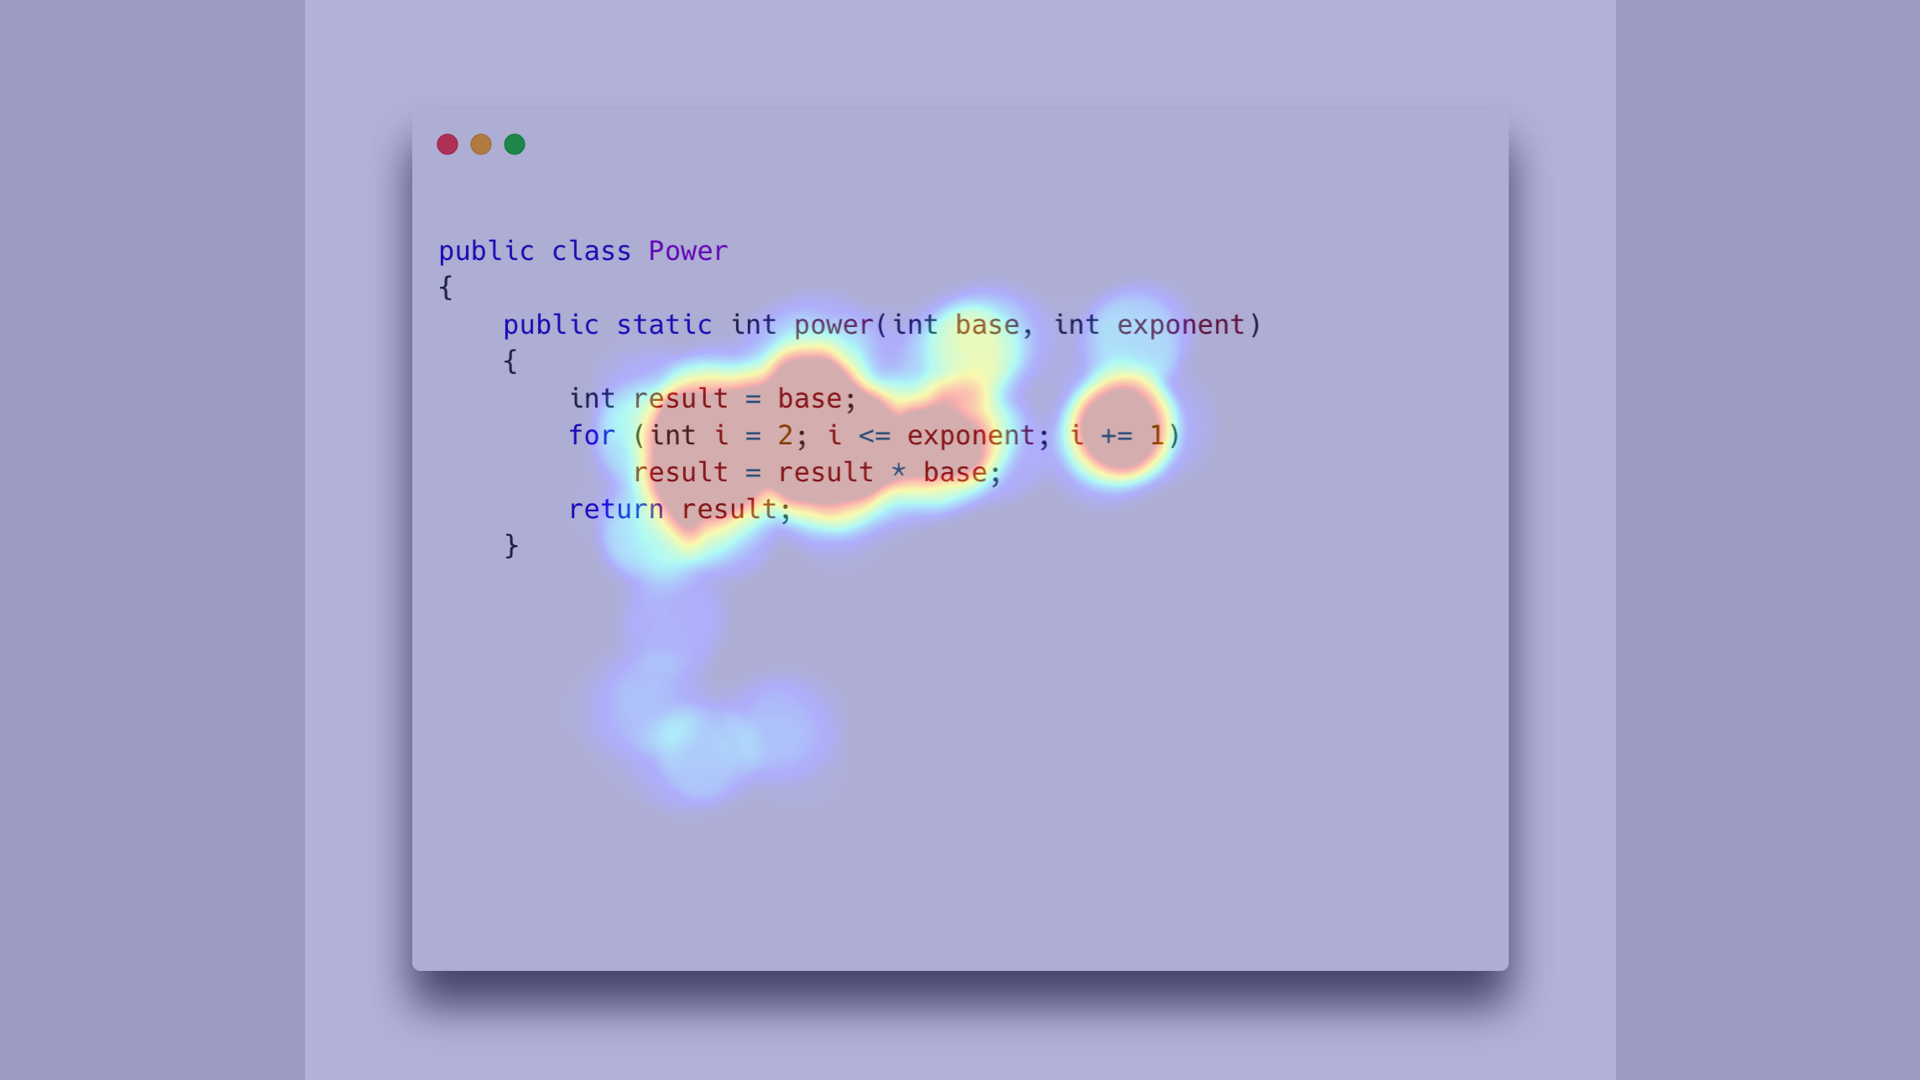 public class Power
{
    public static int power(int base, int exponent)
    {
        int result = base;
        for (int i = 2; i <= exponent; i += 1)
            result = result * base;
        return result;
    }